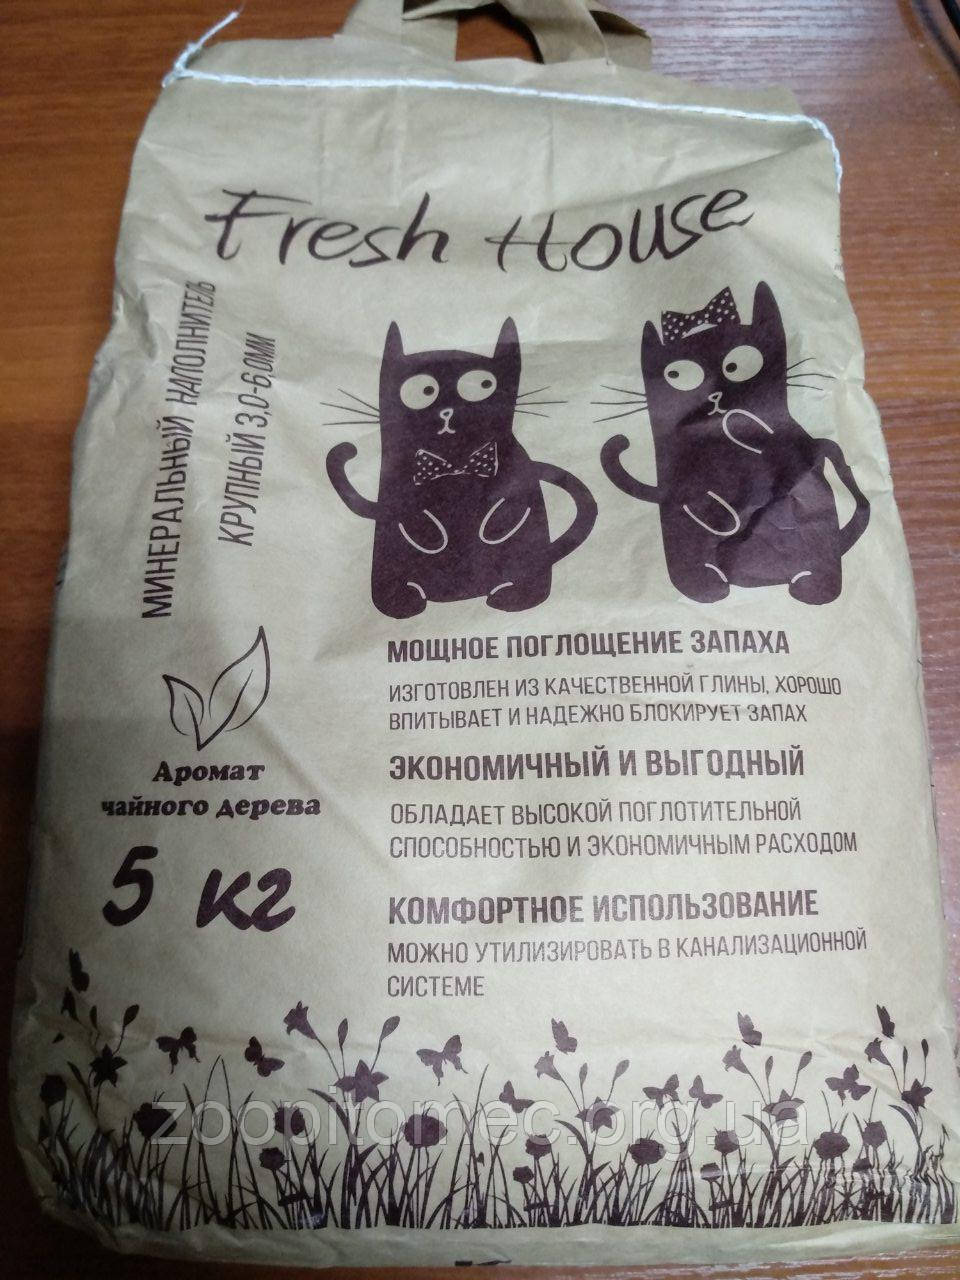 Fresh House
МИНЕРАЛЬНЫЙ НАПОЛНИТЕЛЬ
КРУПНЫЙ 3,0-6,0ММ
МОЩНОЕ ПОГЛОЩЕНИЕ ЗАПАХА
ИЗГОТОВЛЕН ИЗ КАЧЕСТВЕННОЙ ГЛИНЫ, ХОРОШО
ВПИТЫВАЕТ И НАДЕЖНО БЛОКИРУЕТ ЗАПАХ
Аромат
чайного дерева
5 кг
ЭКОНОМИЧНЫЙ И ВЫГОДНЫЙ
ОБЛАДАЕТ ВЫСОКОЙ ПОГЛОТИТЕЛЬНОЙ
СПОСОБНОСТЬЮ И ЭКОНОМИЧНЫМ РАСХОДОМ
КОМФОРТНОЕ ИСПОЛЬЗОВАНИЕ
МОЖНО УТИЛИЗИРОВАТЬ В КАНАЛИЗАЦИОННОЙ
СИСТЕМЕ
zoopitomec.org.ua